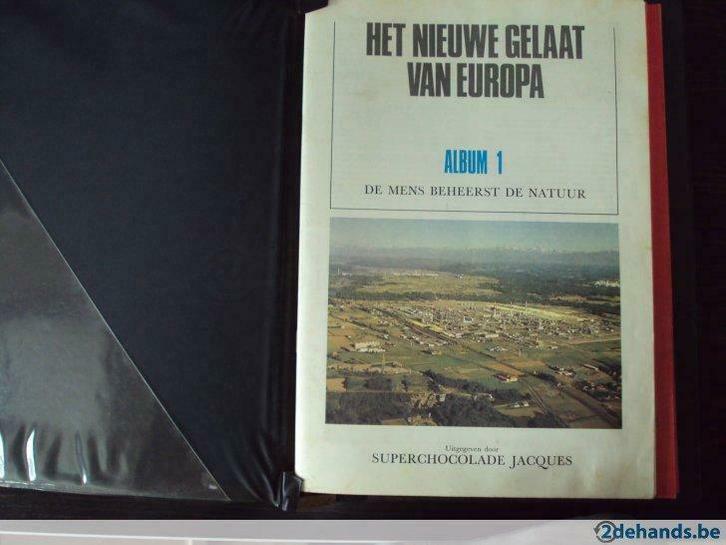 HET NIEUWE GELAAT
VAN EUROPA
ALBUM 1
DE MENS BEHEERST DE NATUUR
Uitgegeven door
SUPERCHOCOLADE JACQUES
2dehands.be